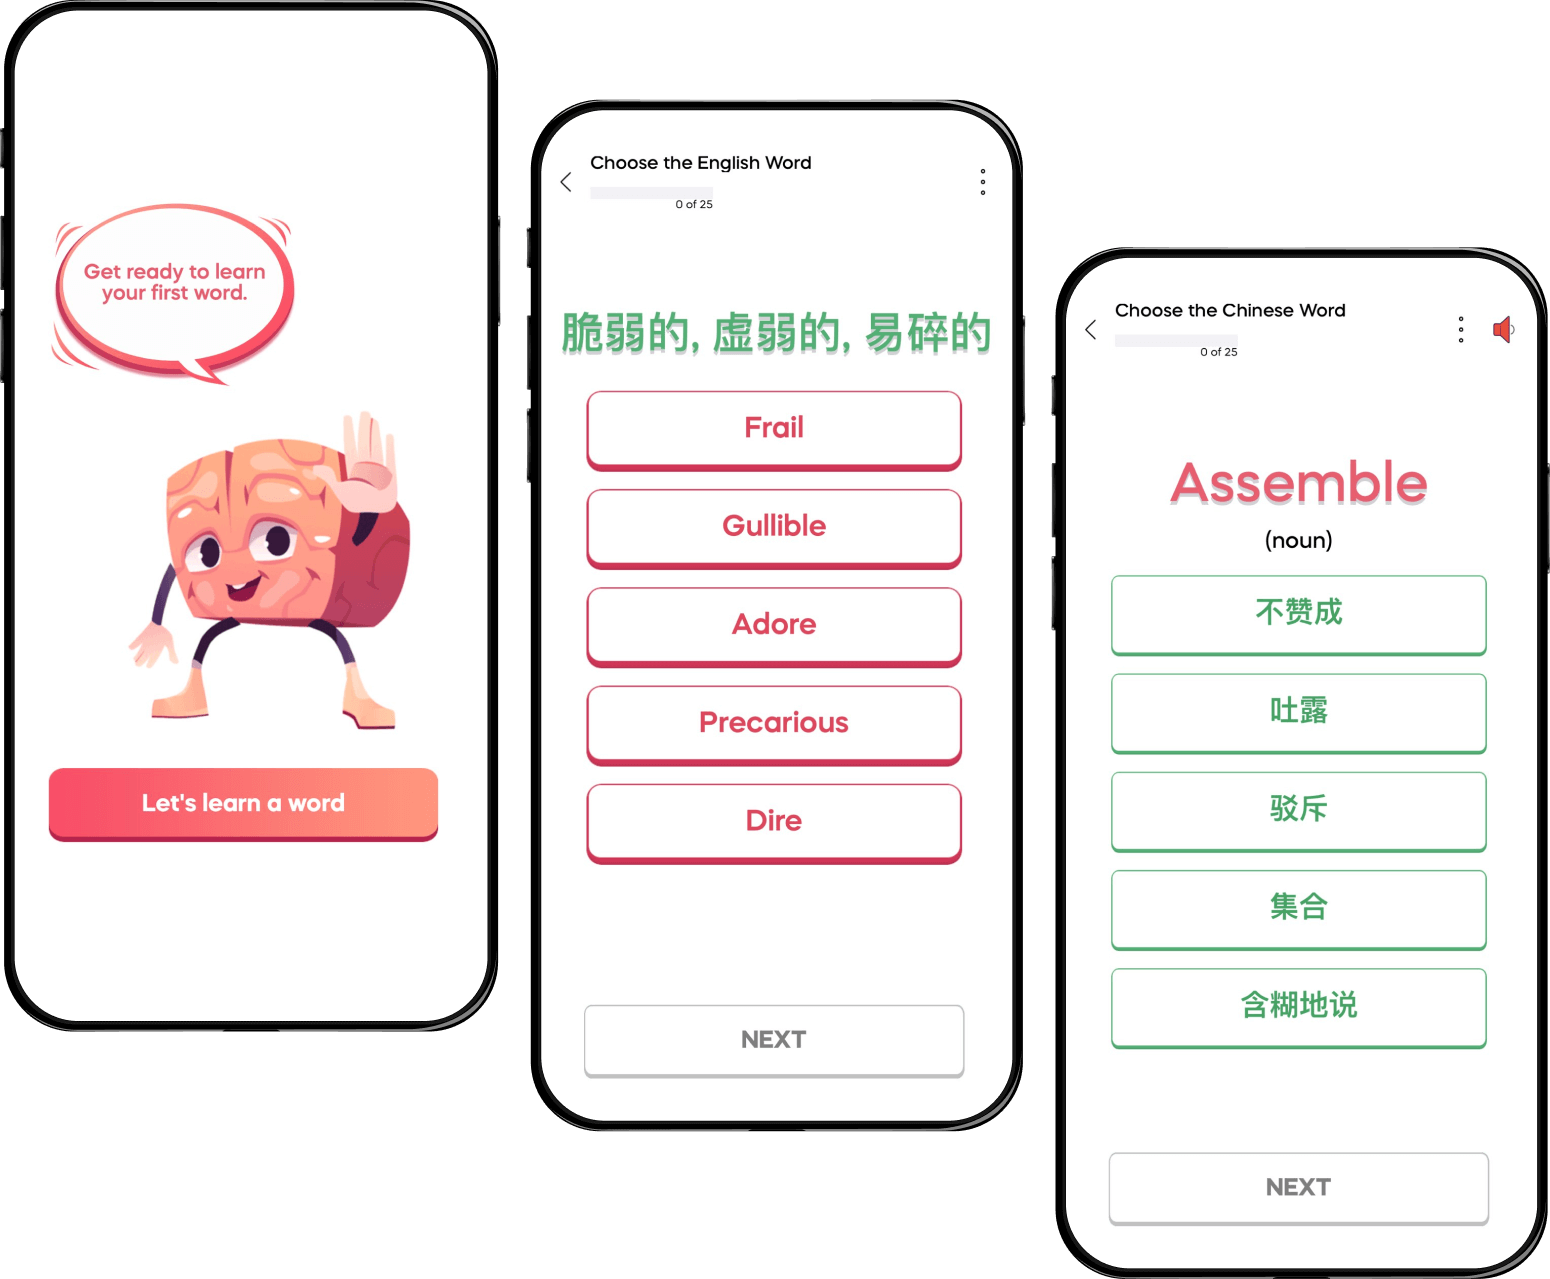 Get ready to learn
your first word.
Let's learn a word
Choose the English Word
0 of 25
脆弱的, 虚弱的, 易碎的
Frail
Gullible
Adore
Precarious
Dire
NEXT
Choose the Chinese Word
0 of 25
Assemble
(noun)
不赞成
吐露
驳斥
集合
含糊地说
NEXT